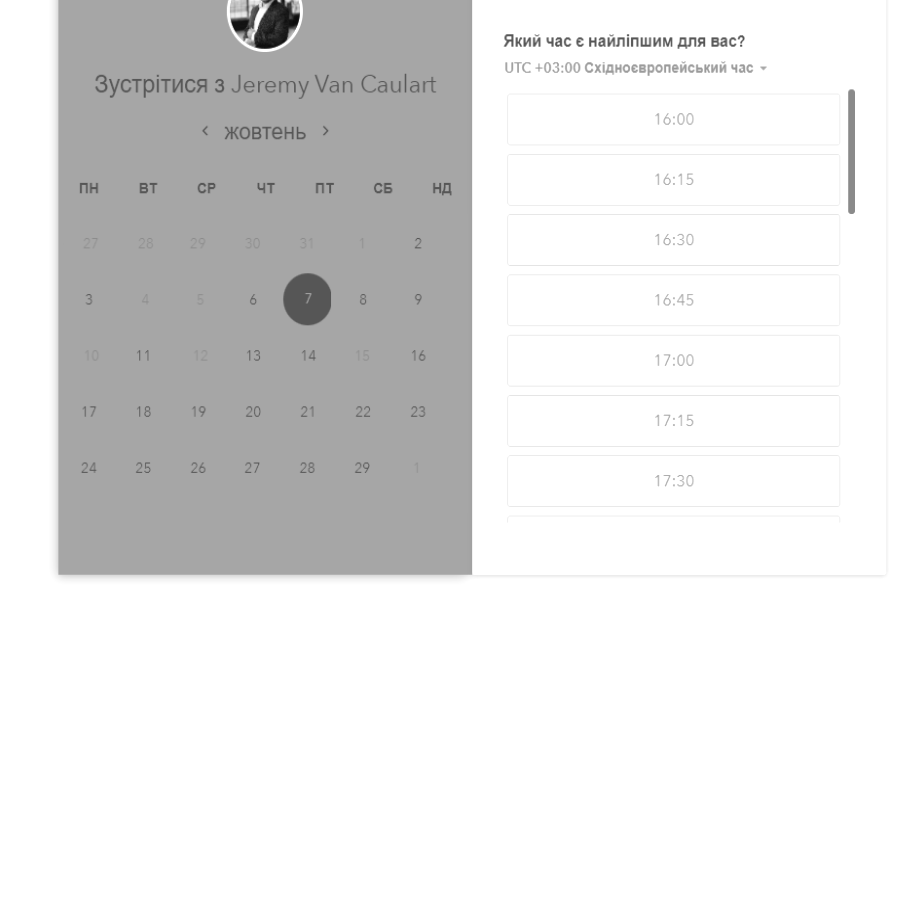 Зустрітися з Jeremy Van Caulart
‹ жовтень ›
ПН ВТ СР ЧТ ПТ СБ НД
27 28 29 30 31 1 2
3 4 5 6 7 8 9
10 11 12 13 14 15 16
17 18 19 20 21 22 23
24 25 26 27 28 29 1
Який час є найліпшим для вас?
UTC +03:00 Східноєвропейський час
16:00
16:15
16:30
16:45
17:00
17:15
17:30